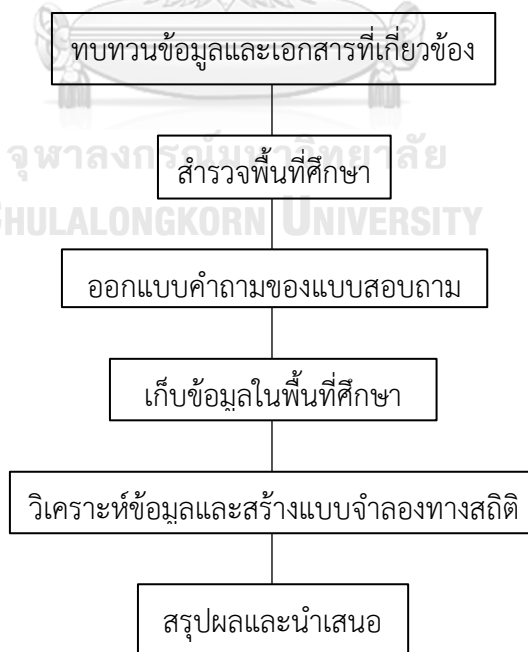 ทบทวนข้อมูลและเอกสารที่เกี่ยวข้อง
จุฬาลงกรณ์มหาวิทยาลัย
สำรวจพื้นที่ศึกษา
CHULALONGKORN UNIVERSITY
ออกแบบคำถามของแบบสอบถาม
เก็บข้อมูลในพื้นที่ศึกษา
วิเคราะห์ข้อมูลและสร้างแบบจำลองทางสถิติ
สรุปผลและนำเสนอ